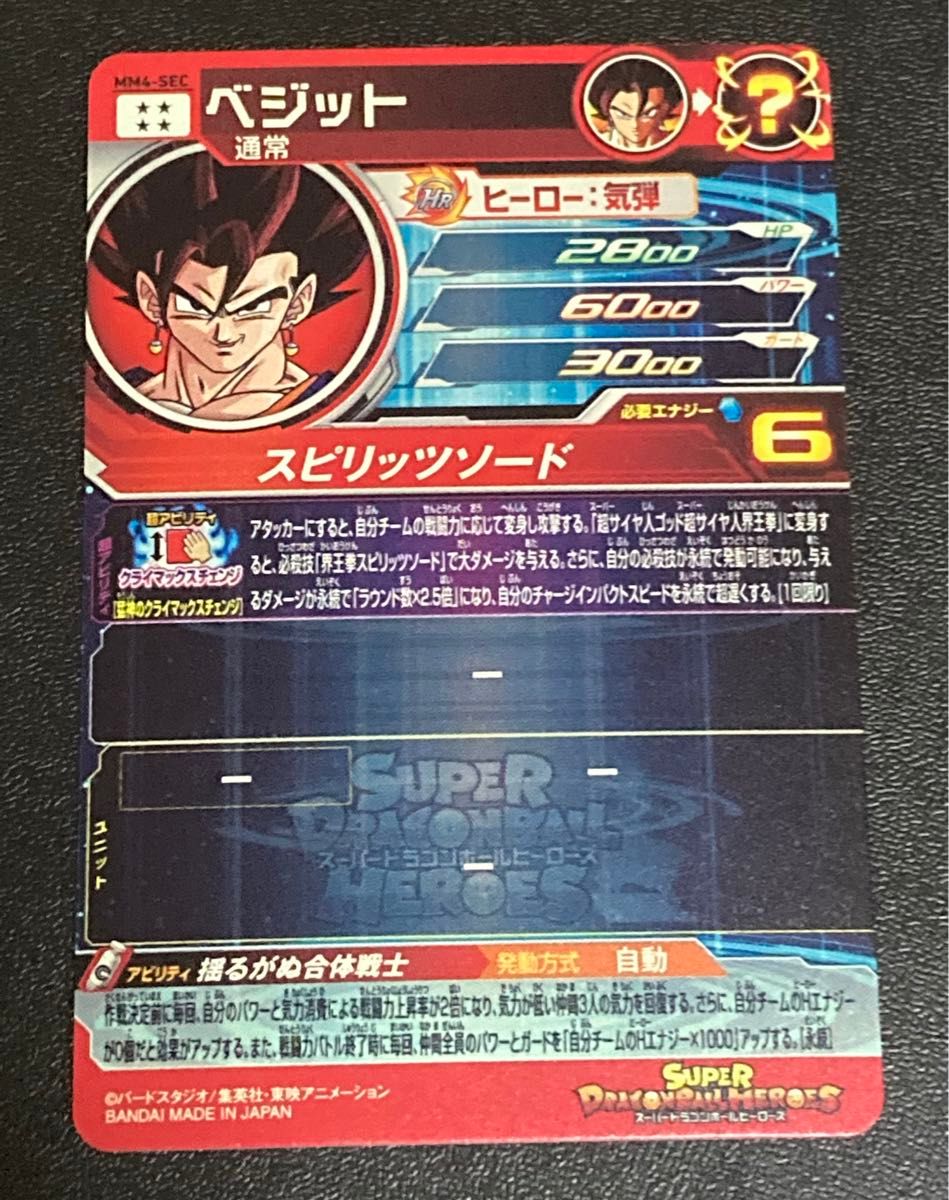 MM4-SEC
ベジット
通常
?
HR ヒーロー:気弾
HP
2800
パワー
6000
ガード
3000
必要エナジー 6
スピリッツソード
超アビリティ
超アビリティ
クライマックスチェンジ
アタッカーにすると、自分チームの戦闘力に応じて変身し攻撃する。「超サイヤ人ゴッド超サイヤ人界王拳」に変身す
ると、必殺技「界王拳スピリッツソード」で大ダメージを与える。さらに、自分の必殺技が永続で発動可能になり、与え
るダメージが永続で「ラウンド数×2.5倍」になり、自分のチャージインパクトスピードを永続で超遅くする。[1回限り]
ー
ユニット
ー
ー
ー
SUPER
DRAGONBALL
スーパードラゴンボールヒーローズ
HEROES
アビリティ 揺るがぬ合体戦士 発動方式 自動
作戦決定前に毎回、自分のパワーと気力消費による戦闘力上昇率が2倍になり、気力が低い仲間3人の気力を回復する。さらに、自分チームのHエナジー
が0個だと効果がアップする。また、戦闘力バトル終了時に毎回、仲間全員のパワーとガードを「自分チームのHエナジー×1000」アップする。[永続]
©バードスタジオ/集英社・東映アニメーション
BANDAI MADE IN JAPAN
SUPER
DRAGONBALL HEROES
スーパードラゴンボールヒーローズ